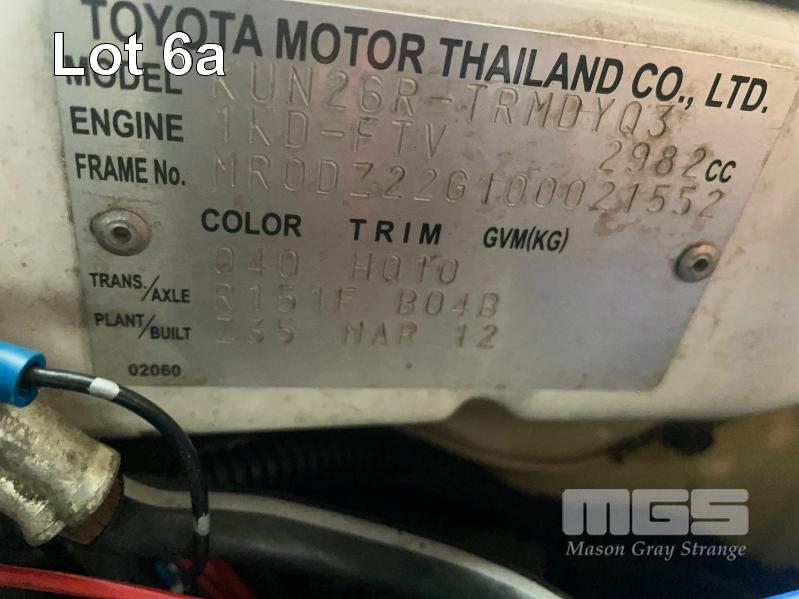 Lot 6a
TOYOTA MOTOR THAILAND CO., LTD.
MODEL KUN26R-TRMDYQ3
ENGINE 1KD-FTV 2982cc
FRAME No. MR0DZ22G100021552
COLOR TRIM GVM(KG)
040 HQ10
TRANS./AXLE R151F B04B
PLANT/BUILT Z35 MAR 12
02060
MGS
Mason Gray Strange